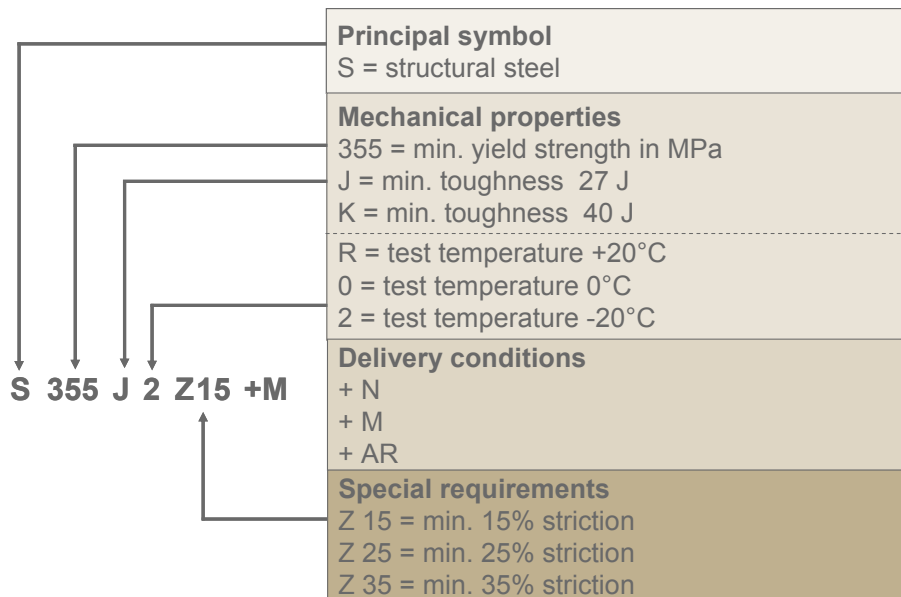 Principal symbol
S = structural steel
Mechanical properties
355 = min. yield strength in MPa
J = min. toughness  27 J
K = min. toughness  40 J
R = test temperature +20°C
0 = test temperature 0°C
2 = test temperature -20°C
Delivery conditions
+ N
+ M
+ AR
Special requirements
Z 15 = min. 15% striction
Z 25 = min. 25% striction
Z 35 = min. 35% striction
S 355 J 2 Z15 +M